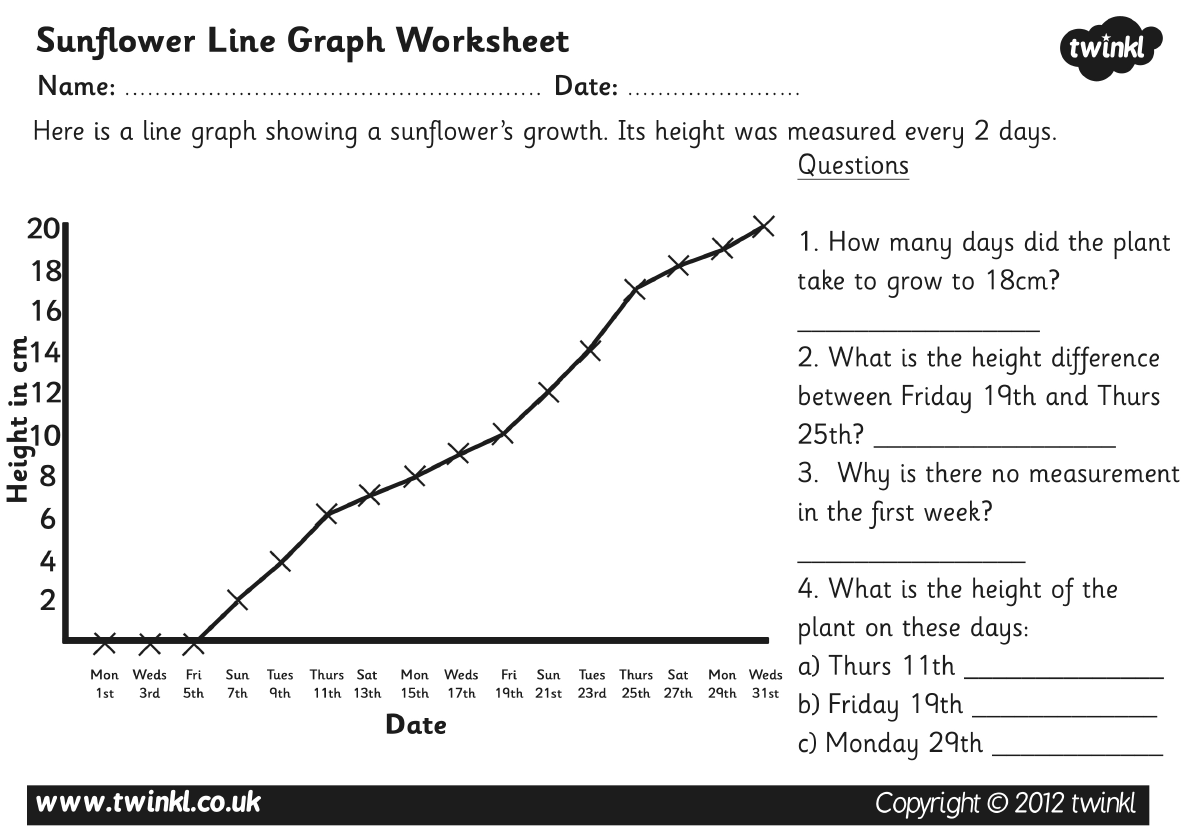 Sunflower Line Graph Worksheet
twinkl
Name: ...................................................... Date: .......................
Here is a line graph showing a sunflower's growth. Its height was measured every 2 days.
Height in cm
20
18
16
14
12
10
8
6
4
2
Mon Weds Fri Sun Tues Thurs Sat Mon Weds Fri Sun Tues Thurs Sat Mon Weds
1st 3rd 5th 7th 9th 11th 13th 15th 17th 19th 21st 23rd 25th 27th 29th 31st
Date
Questions
1. How many days did the plant
take to grow to 18cm?
__________________
2. What is the height difference
between Friday 19th and Thurs
25th? __________________
3. Why is there no measurement
in the first week?
_________________
4. What is the height of the
plant on these days:
a) Thurs 11th _______________
b) Friday 19th ______________
c) Monday 29th _____________
www.twinkl.co.uk
Copyright © 2012 twinkl